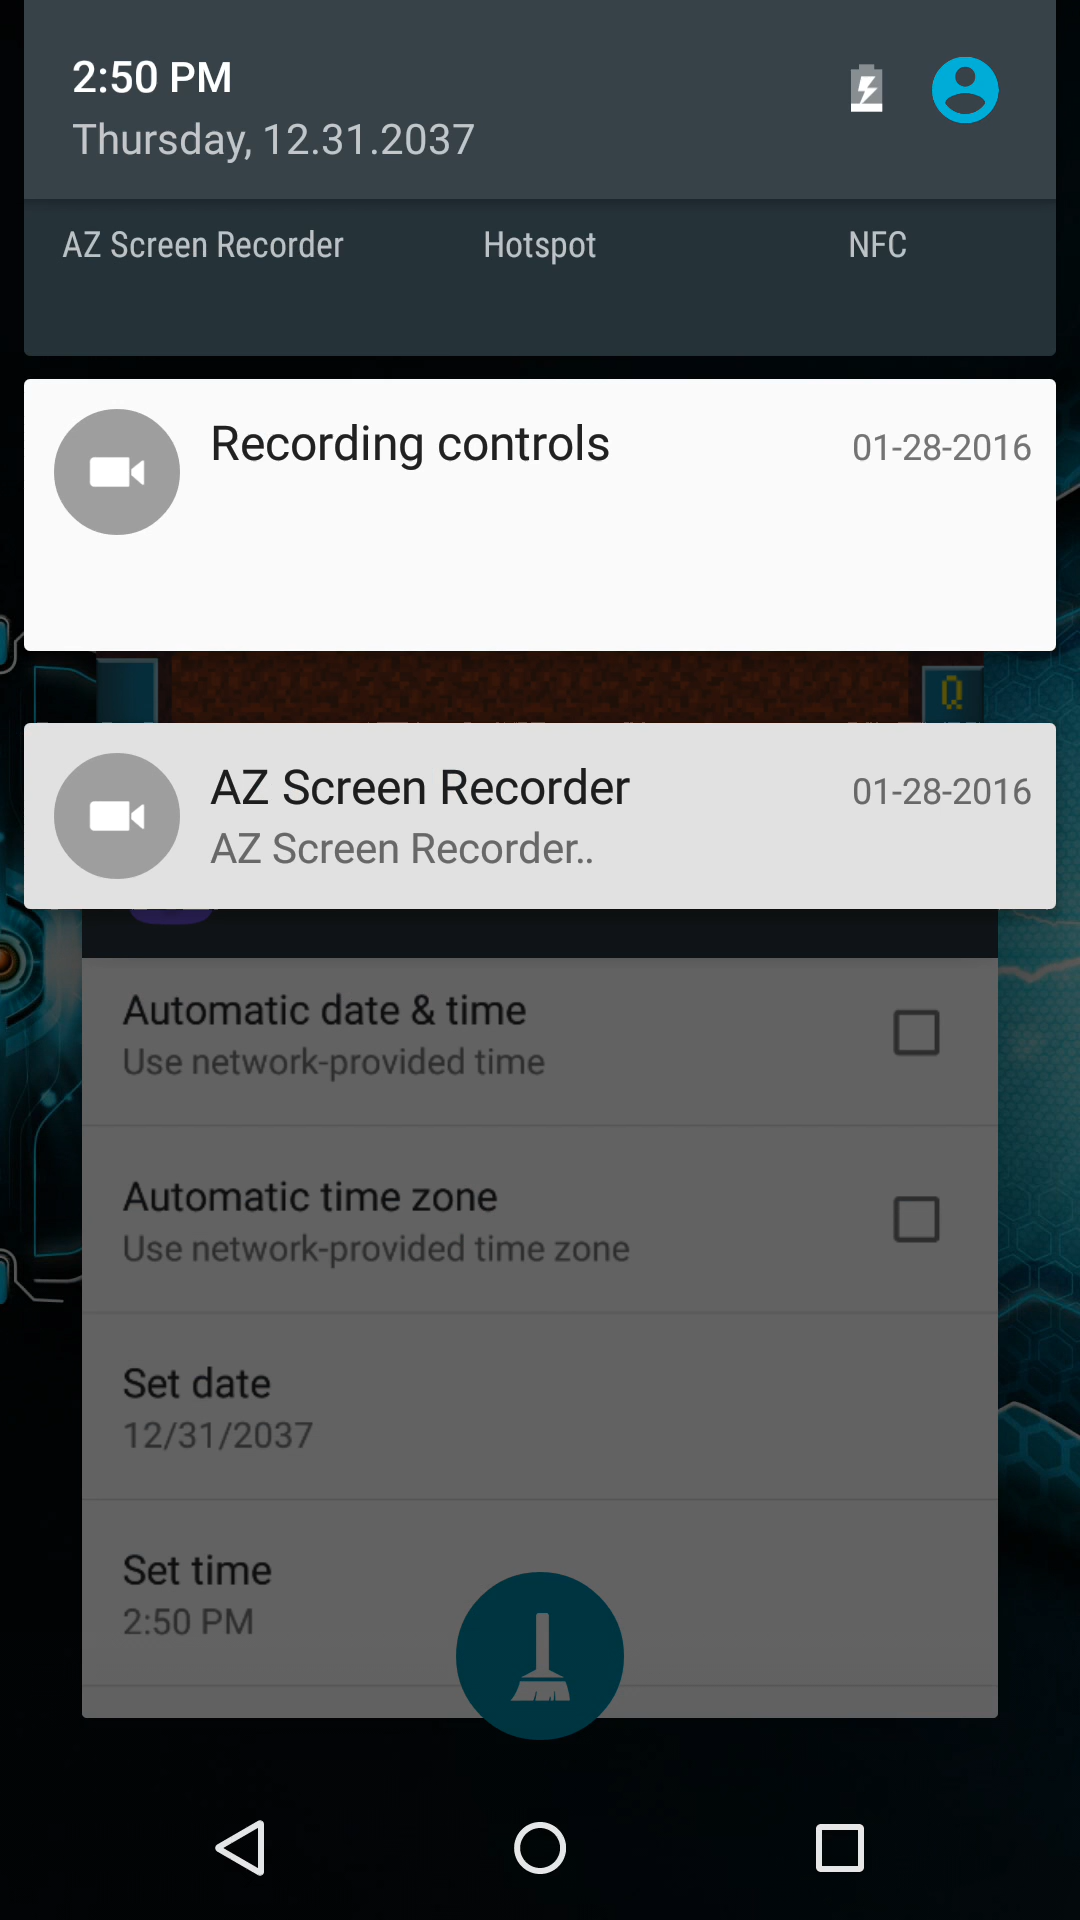 2:50 PM
Thursday, 12.31.2037
AZ Screen Recorder Hotspot NFC
Recording controls 01-28-2016
Q
AZ Screen Recorder 01-28-2016
AZ Screen Recorder..
Automatic date & time
Use network-provided time
Automatic time zone
Use network-provided time zone
Set date
12/31/2037
Set time
2:50 PM